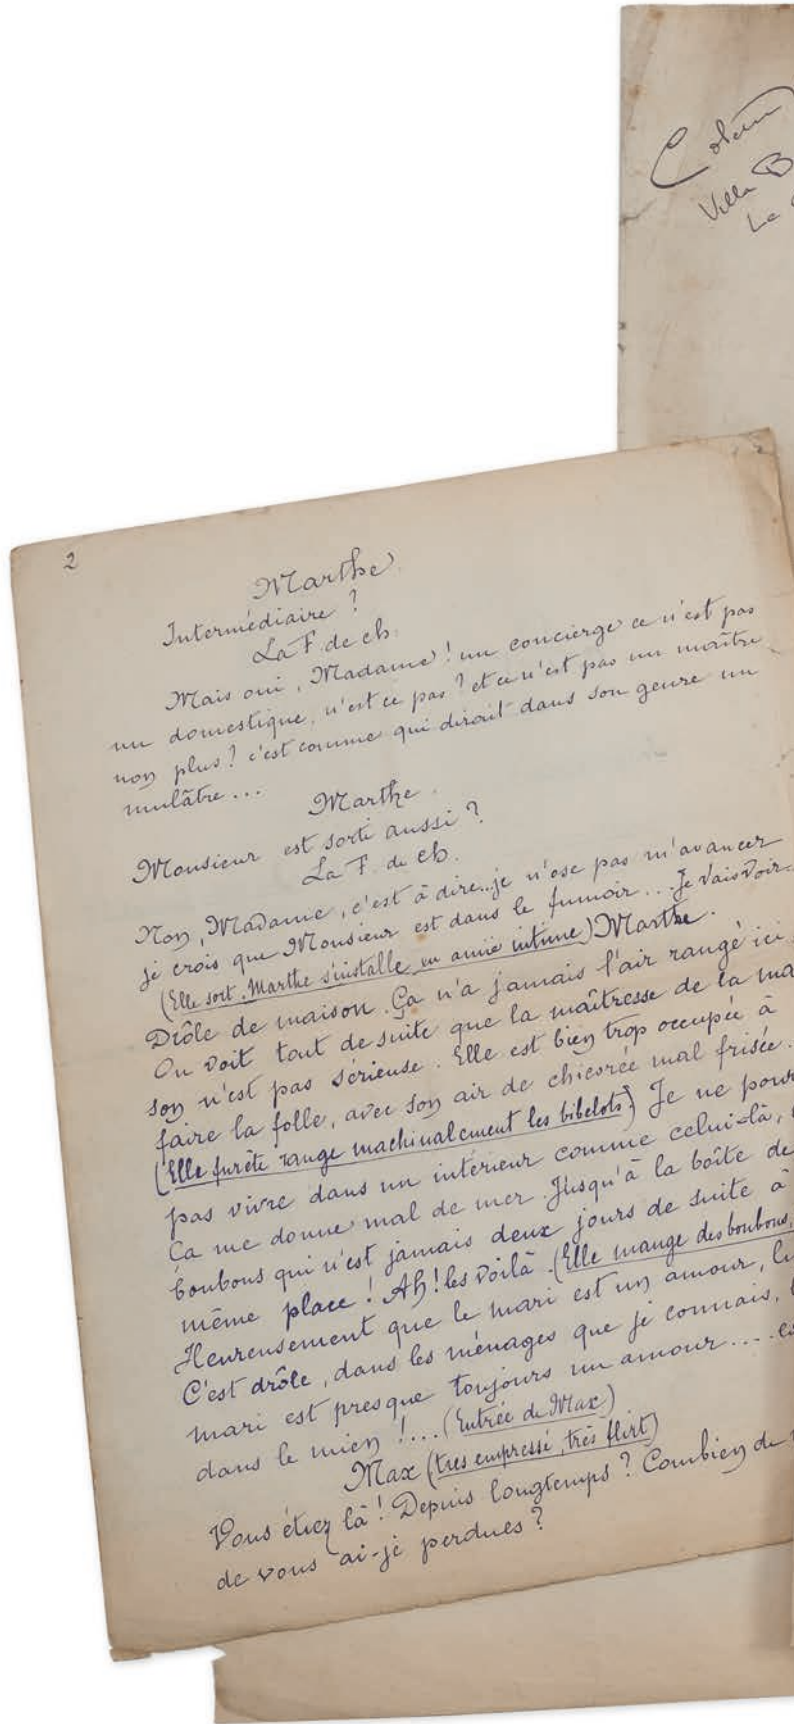 Villa B
La
2
Marthe
Intermédiaire ?
La F. de ch.
Mais oui, Madame ! un concierge ce n'est pas
un domestique, n'est ce pas ? et ce n'est pas un maître
non plus ! c'est comme qui dirait dans son genre un
mulâtre...
Marthe.
Monsieur est sorti aussi ?
La F. de ch.
Non, Madame, c'est à dire... je n'ose pas m'avancer
je crois que Monsieur est dans le fumoir... Je vais voir.
(Elle sort. Marthe s'installe en amie intime) Marthe.
Drôle de maison. Ça n'a jamais l'air rangé ici.
On voit tout de suite que la maîtresse de la mai
son n'est pas sérieuse. Elle est bien trop occupée à
faire la folle, avec son air de chicorée mal frisée.
(Elle furète range machinalement les bibelots) Je ne pour
pas vivre dans un intérieur comme celui-là,
Ça me donne mal de mer. Jusqu'à la boîte de
bonbons qui n'est jamais deux jours de suite à
même place ! Ah ! les voilà. (Elle mange des bonbons,
Heureusement que le mari est un amour, lu
C'est drôle, dans les ménages que je connais, l
mari est presque toujours un amour.... ex
dans le mien !... (Entrée de Max)
Max (très empressé, très flirt)
Vous étiez là ! Depuis longtemps ? Combien de
de vous ai-je perdues ?